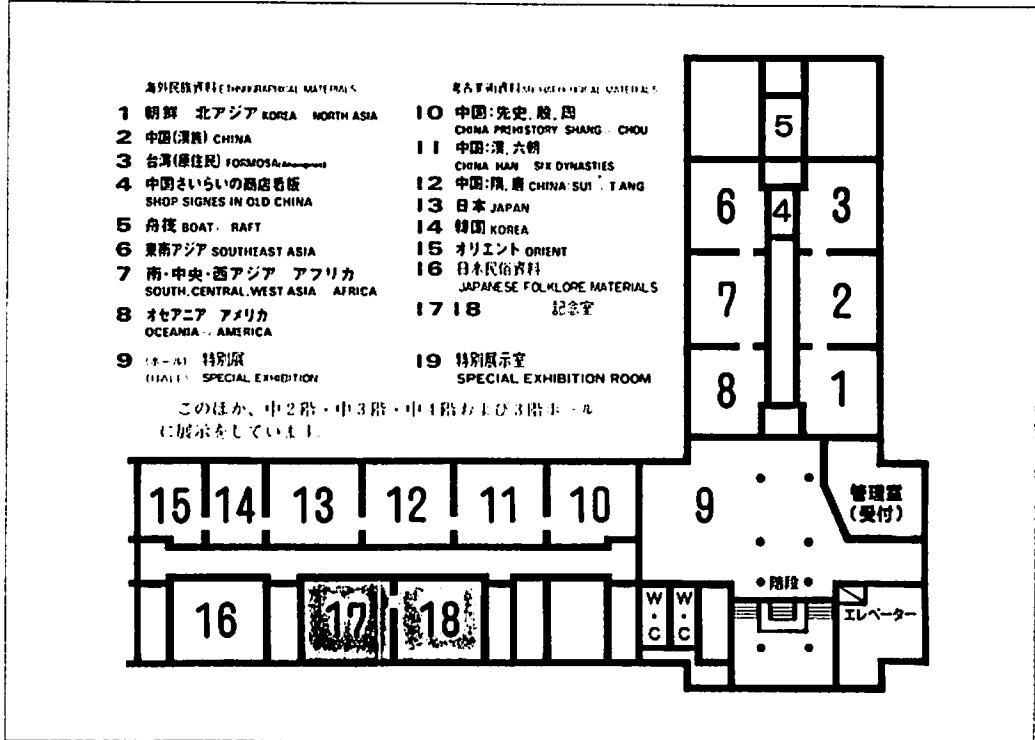 海外民族資料 ETHNOGRAPHICAL MATERIALS
1 朝鮮 北アジア KOREA NORTH ASIA
2 中国(漢族) CHINA
3 台湾(原住民) FORMOSA
4 中国さいらいの商店看板
SHOP SIGNES IN OLD CHINA
5 舟筏 BOAT・RAFT
6 東南アジア SOUTHEAST ASIA
7 南・中央・西アジア アフリカ
SOUTH.CENTRAL.WEST ASIA AFRICA
8 オセアニア アメリカ
OCEANIA AMERICA
9 (ホール) 特別展
SPECIAL EXHIBITION
考古美術資料 MATERIALS
10 中国:先史.殷.周
CHINA PREHISTORY SHANG CHOU
11 中国:漢.六朝
CHINA HAN SIX DYNASTIES
12 中国:隋.唐 CHINA:SUI TANG
13 日本 JAPAN
14 韓国 KOREA
15 オリエント ORIENT
16 日本民俗資料
JAPANESE FOLKLORE MATERIALS
17 18 記念室
19 特別展示室
SPECIAL EXHIBITION ROOM
このほか、中2階・中3階・中4階および3階ホール
に展示をしています
5
6
4
3
7
2
8
1
15
14
13
12
11
10
9
管理室
(受付)
階段
16
17
18
W・C
W・C
エレベーター